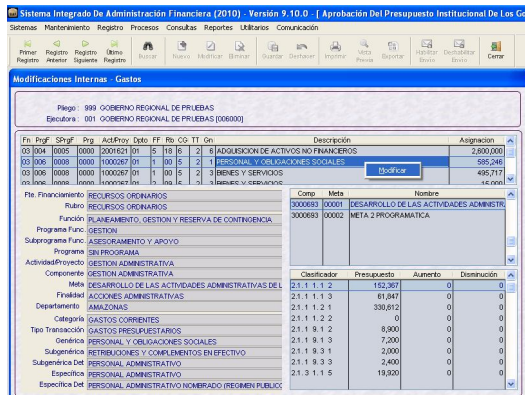 Sistema Integrado De Administración Financiera (2010) - Versión 9.10.0 - [ Aprobación Del Presupuesto Institucional De Los Go
Sistemas Mantenimiento Registro Procesos Consultas Reportes Utilitarios Comunicación
Primer Registro Registro Anterior Registro Siguiente Último Registro Buscar Nuevo Modificar Eliminar Guardar Deshacer Imprimir Vista Previa Exportar Habilitar Envío Deshabilitar Envío Cerrar
Modificaciones Internas - Gastos
Pliego : 999 GOBIERNO REGIONAL DE PRUEBAS
Ejecutora : 001 GOBIERNO REGIONAL DE PRUEBAS [006000]
Fn PrgF SPrgF Prg Act/Proy Dpto FF Rb CG TT Gn Descripción Asignacion
03 004 0005 0000 2001621 01 5 18 6 2 6 ADQUISICION DE ACTIVOS NO FINANCIEROS 2,600,000
03 006 0008 0000 1000267 01 1 00 5 2 1 PERSONAL Y OBLIGACIONES SOCIALES 585,246
03 006 0008 0000 1000267 01 1 00 5 2 3 BIENES Y SERVICIOS 495,717
03 006 0008 0000 1000267 01 2 09 5 2 3 BIENES Y SERVICIOS 15,000
Modificar
Fte. Financiamiento RECURSOS ORDINARIOS
Rubro RECURSOS ORDINARIOS
Función PLANEAMIENTO, GESTION Y RESERVA DE CONTINGENCIA
Programa Func. GESTION
Subprograma Func. ASESORAMIENTO Y APOYO
Programa SIN PROGRAMA
Actividad/Proyecto GESTION ADMINISTRATIVA
Componente GESTION ADMINISTRATIVA
Meta DESARROLLO DE LAS ACTIVIDADES ADMINISTRATIVAS DE L
Finalidad ACCIONES ADMINISTRATIVAS
Departamento AMAZONAS
Categoría GASTOS CORRIENTES
Tipo Transacción GASTOS PRESUPUESTARIOS
Genérica PERSONAL Y OBLIGACIONES SOCIALES
Subgenérica RETRIBUCIONES Y COMPLEMENTOS EN EFECTIVO
Subgenérica Det PERSONAL ADMINISTRATIVO
Específica PERSONAL ADMINISTRATIVO
Específica Det PERSONAL ADMINISTRATIVO NOMBRADO (REGIMEN PUBLICO
Comp Meta Nombre
3000693 00001 DESARROLLO DE LAS ACTIVIDADES ADMINISTRA
3000693 00002 META 2 PROGRAMATICA
Clasificador Presupuesto Aumento Disminución
2.1. 1 1. 1 2 152,367 0 0
2.1. 1 1. 1 3 61,847 0 0
2.1. 1 1. 2 1 330,612 0 0
2.1. 1 1. 2 2 0 0 0
2.1. 1 9. 1 2 8,900 0 0
2.1. 1 9. 1 3 7,200 0 0
2.1. 1 9. 3 1 2,000 0 0
2.1. 1 9. 3 3 2,400 0 0
2.1. 3 1. 1 5 19,920 0 0